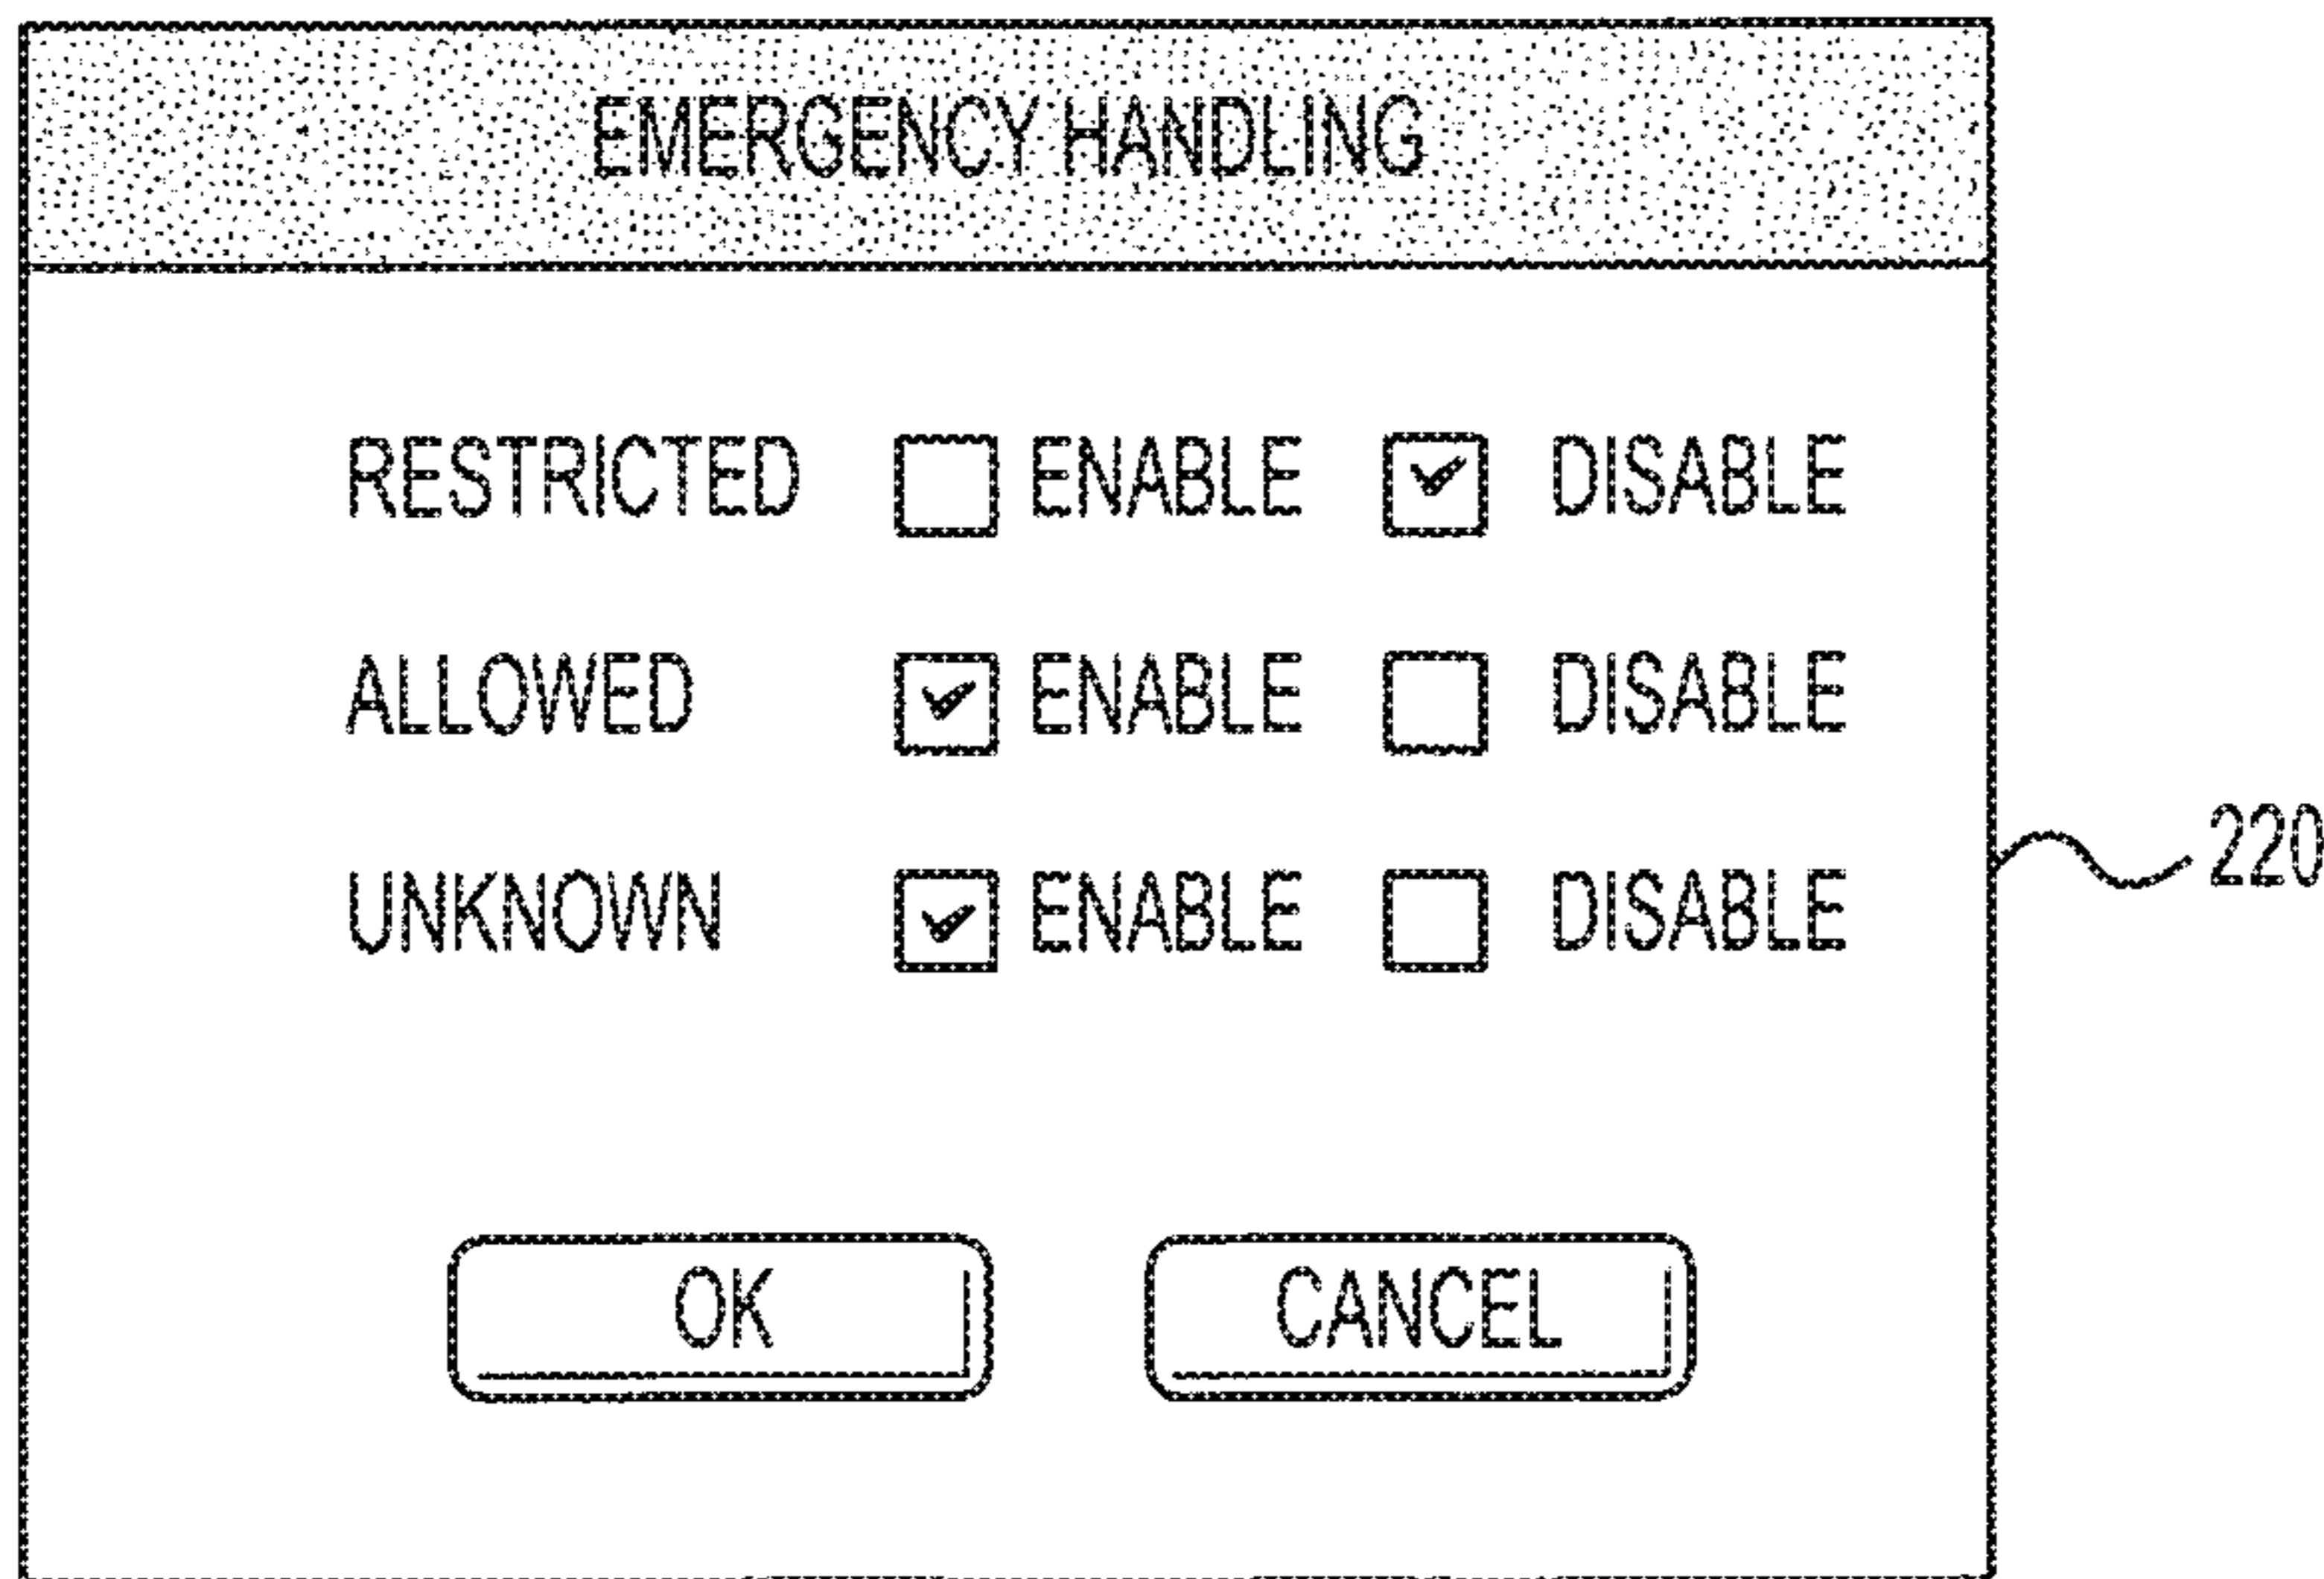 EMERGENCY HANDLING
RESTRICTED ENABLE DISABLE
ALLOWED ENABLE DISABLE
220
UNKNOWN ENABLE DISABLE
OK CANCEL